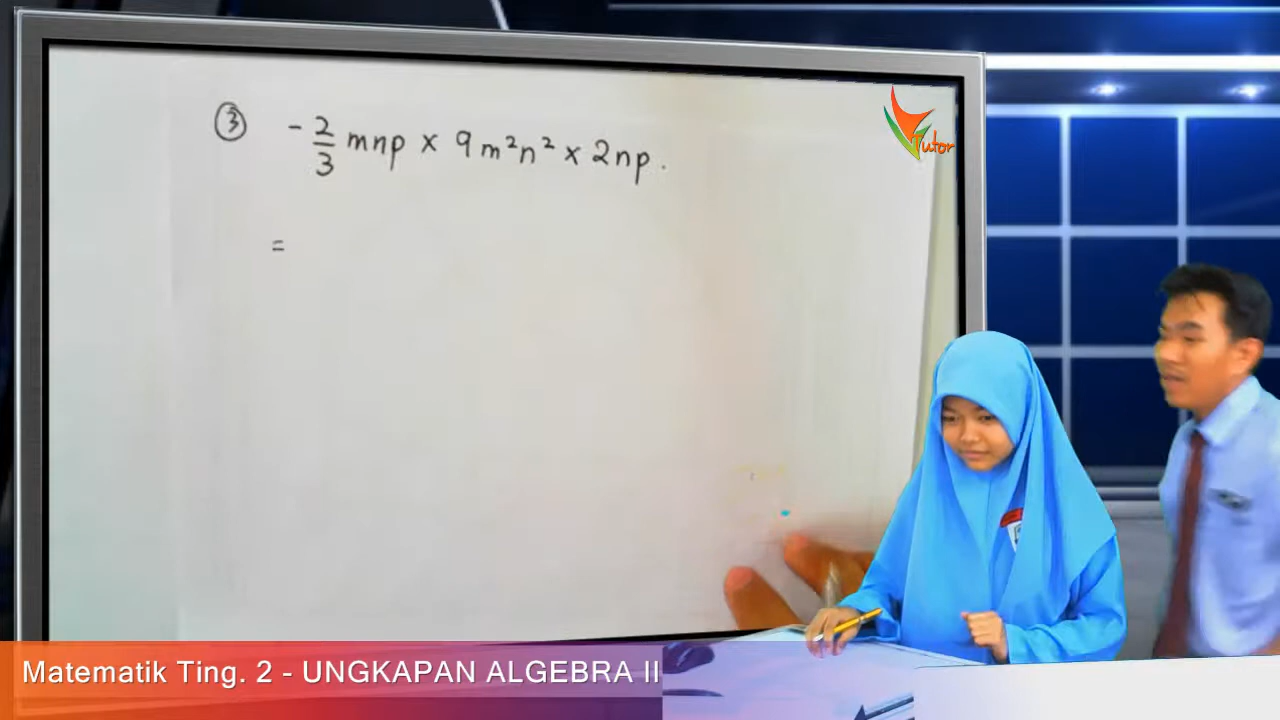 ③ -2/3 mnp × 9m²n² × 2np.
=
Tutor
Matematik Ting. 2 - UNGKAPAN ALGEBRA II